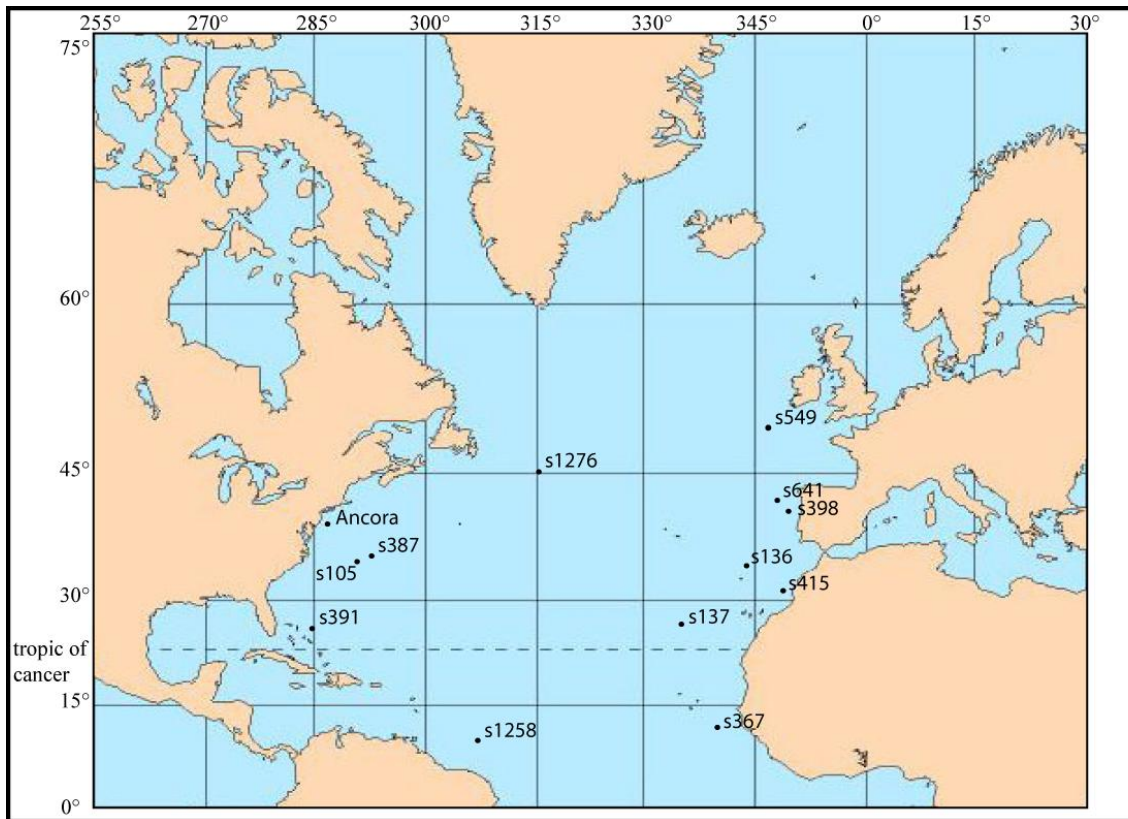 255° 270° 285° 300° 315° 330° 345° 0° 15° 30°
75°
60°
s549
45°
s1276
s641
s398
Ancora
s387
s105
s136
s415
30°
s391
s137
tropic of
cancer
15°
s367
s1258
0°